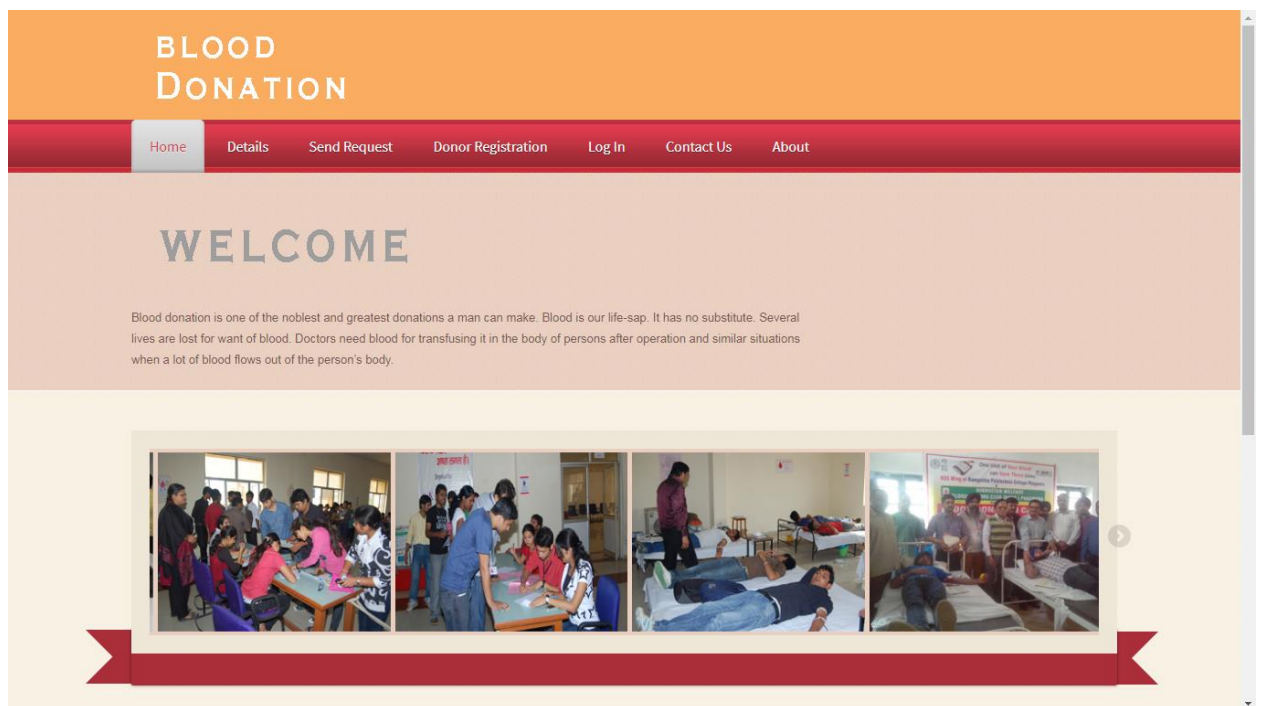 BLOOD
DONATION
Home Details Send Request Donor Registration Log In Contact Us About
WELCOME
Blood donation is one of the noblest and greatest donations a man can make. Blood is our life-sap. It has no substitute. Several
lives are lost for want of blood. Doctors need blood for transfusing it in the body of persons after operation and similar situations
when a lot of blood flows out of the person's body.